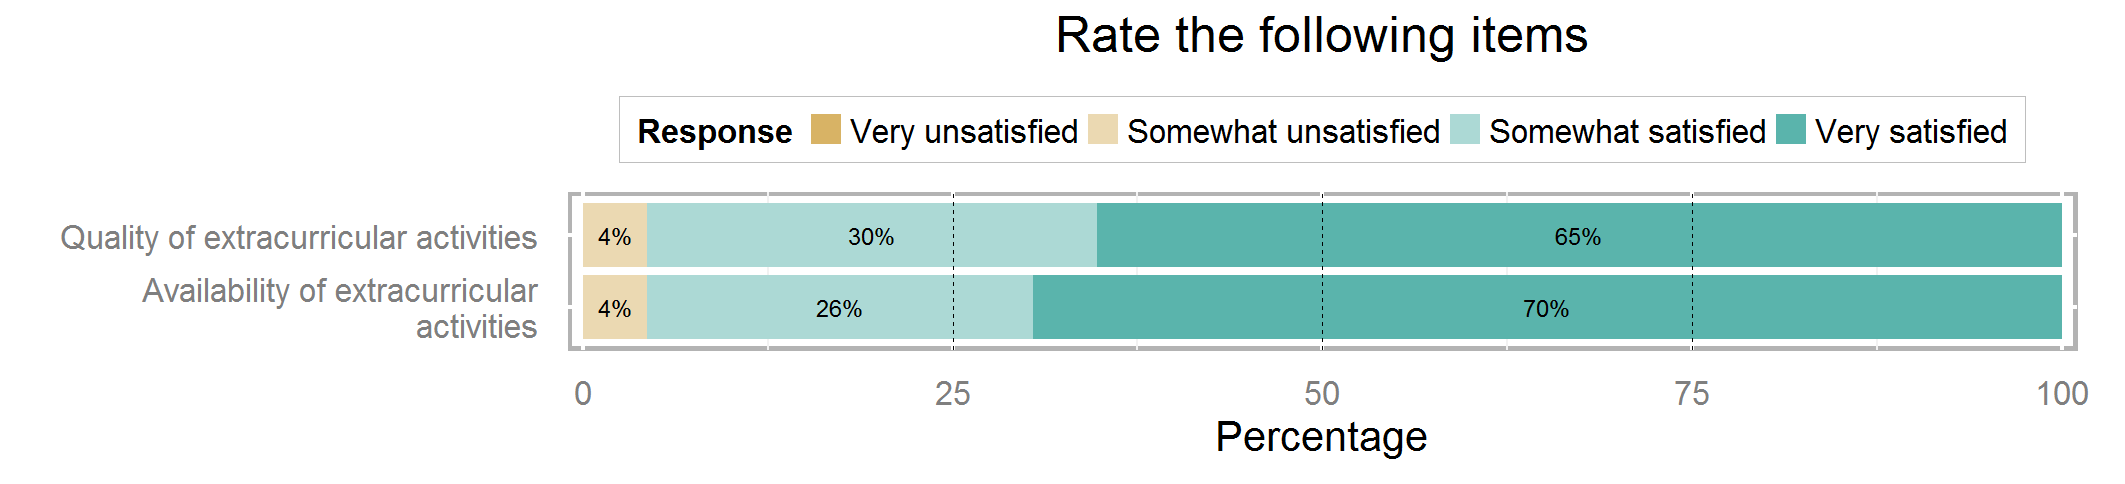 Rate the following items
Response Very unsatisfied Somewhat unsatisfied Somewhat satisfied Very satisfied
Quality of extracurricular activities 4% 30% 65%
Availability of extracurricular
activities
4% 26% 70%
0 25 50 75 100
Percentage